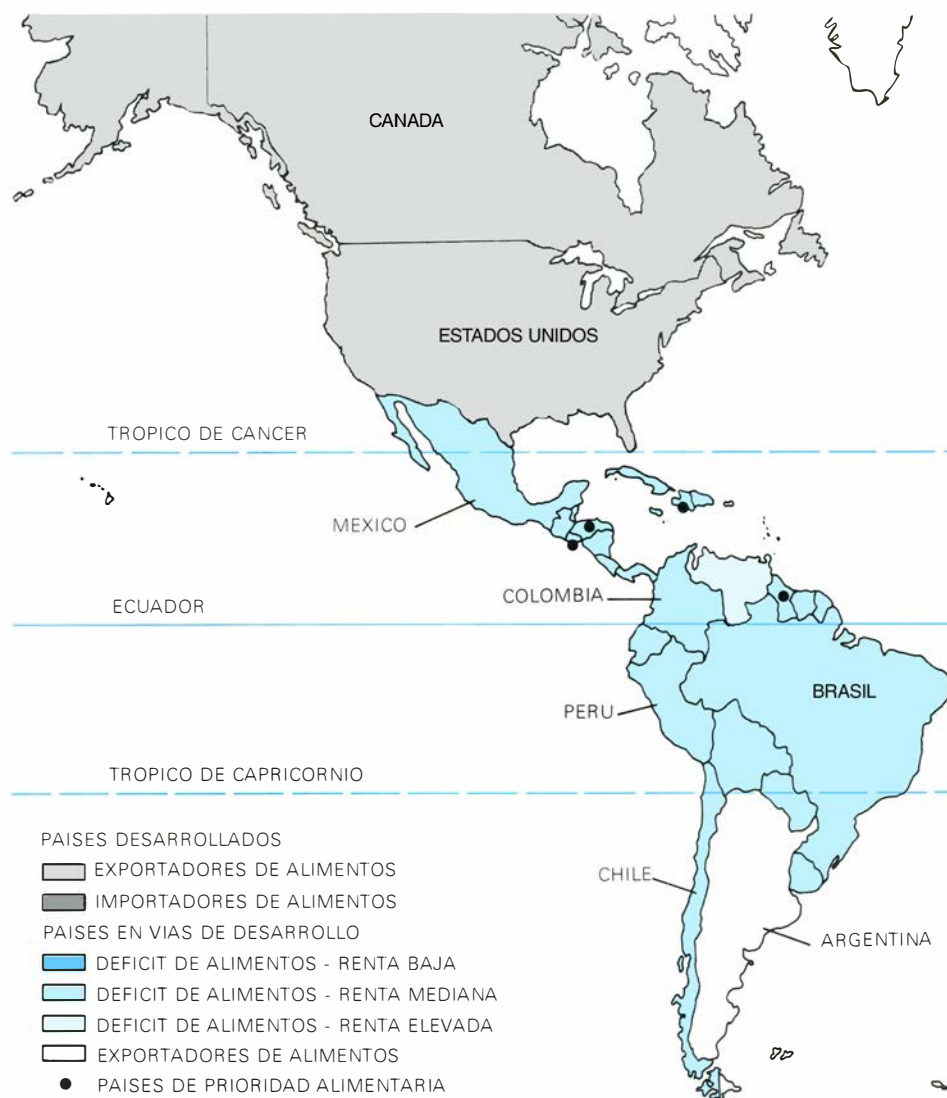 CANADA
ESTADOS UNIDOS
TROPICO DE CANCER
MEXICO
COLOMBIA
ECUADOR
BRASIL
PERU
TROPICO DE CAPRICORNIO
PAISES DESARROLLADOS
EXPORTADORES DE ALIMENTOS
IMPORTADORES DE ALIMENTOS
PAISES EN VIAS DE DESARROLLO
DEFICIT DE ALIMENTOS - RENTA BAJA
DEFICIT DE ALIMENTOS - RENTA MEDIANA
DEFICIT DE ALIMENTOS - RENTA ELEVADA
EXPORTADORES DE ALIMENTOS
PAISES DE PRIORIDAD ALIMENTARIA
CHILE
ARGENTINA